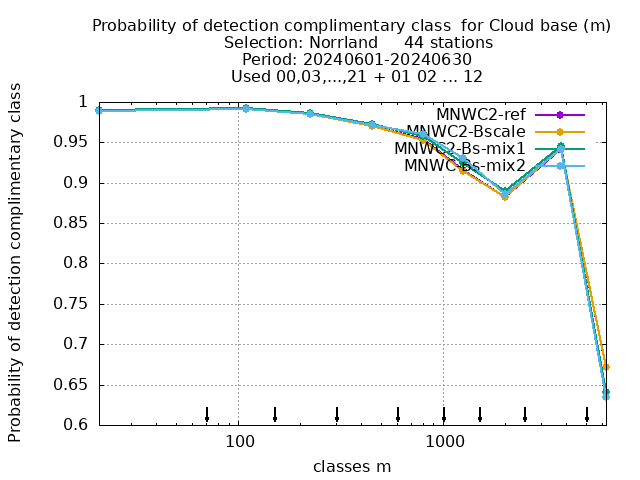 Probability of detection complimentary class  for Cloud base (m)
Selection: Norrland     44 stations
Period: 20240601-20240630
Used 00,03,...,21 + 01 02 ... 12
Probability of detection complimentary class
1
0.95
0.9
0.85
0.8
0.75
0.7
0.65
0.6
MNWC2-ref
MNWC2-Bscale
MNWC2-Bs-mix1
MNWC-Bs-mix2
100
1000
classes m